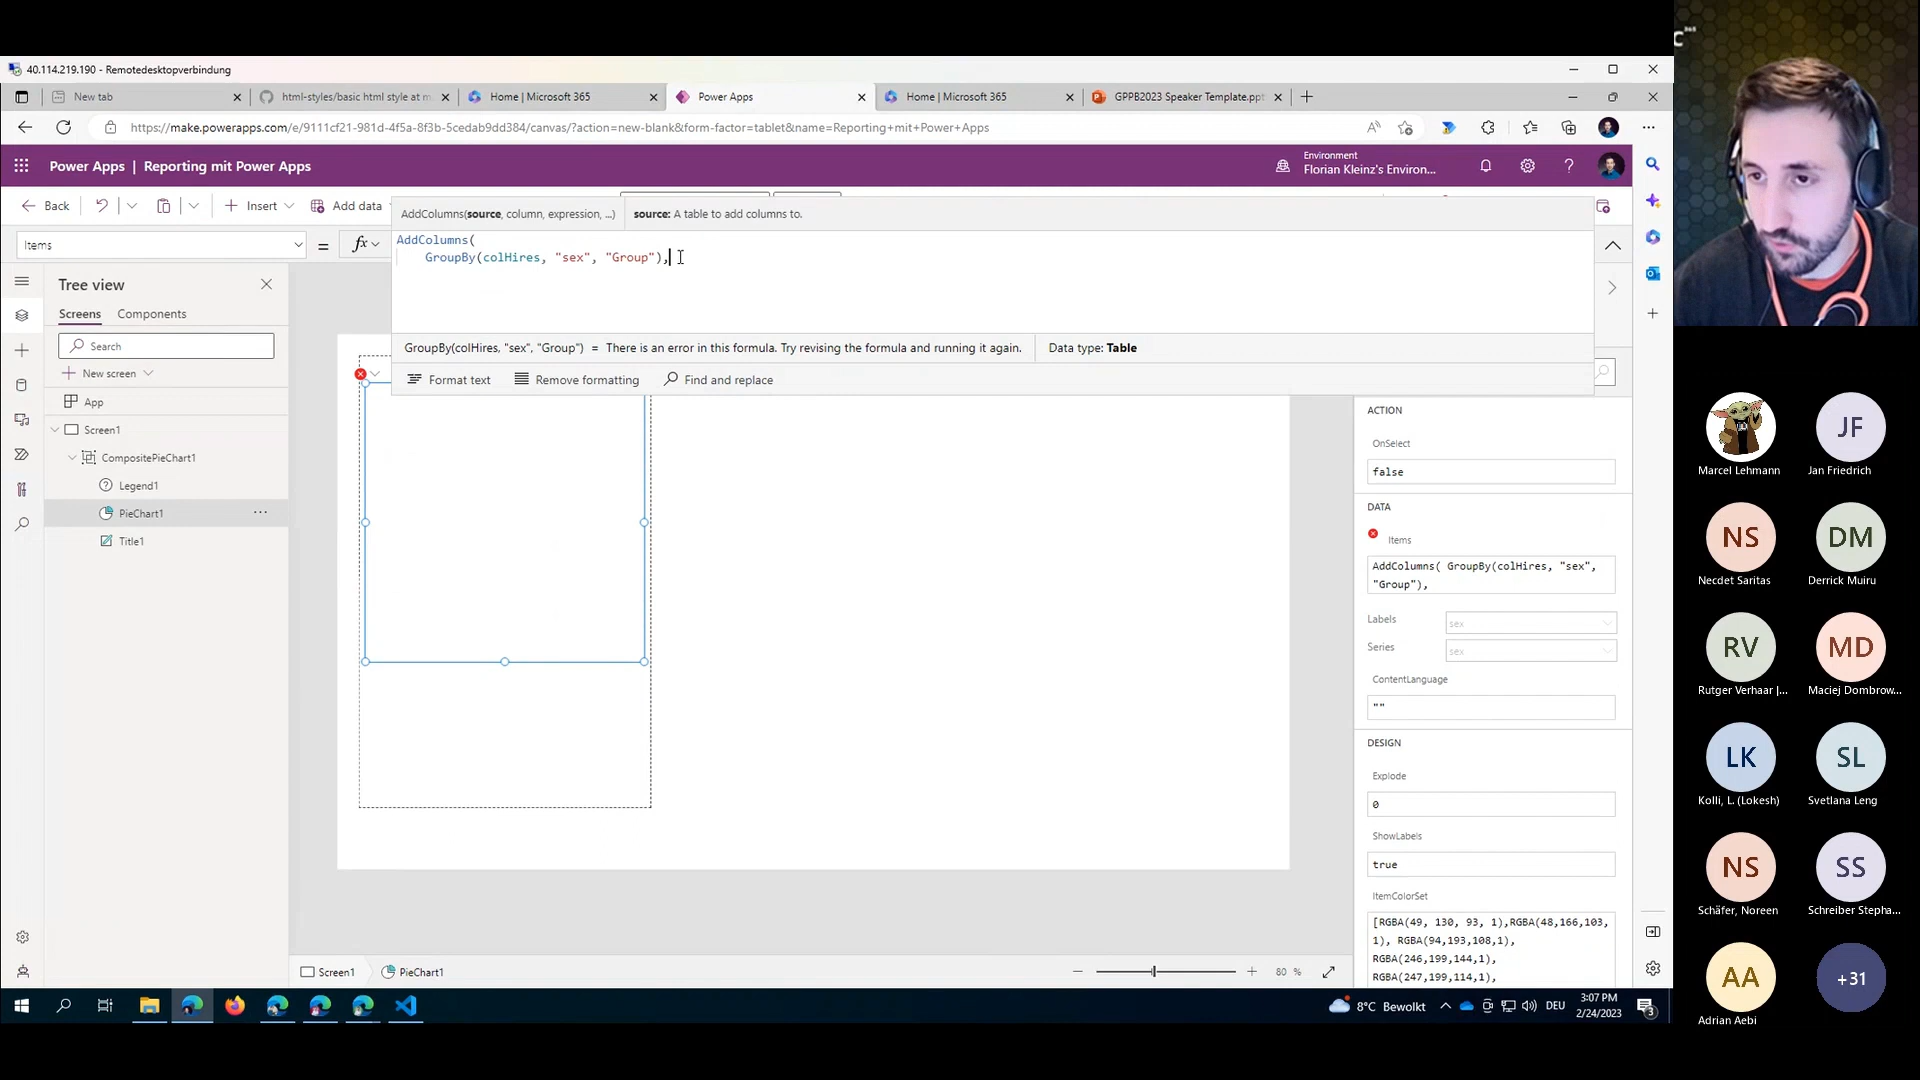 40.114.219.190 - Remotedesktopverbindung
New tab
html-styles/basic html style at m...
Home | Microsoft 365
Power Apps
Home | Microsoft 365
GPPB2023 Speaker Template.ppt
https://make.powerapps.com/e/9111cf21-981d-4f5a-8f3b-5cedab9dd384/canvas/?action=new-blank&form-factor=tablet&name=Reporting+mit+Power+Apps
Power Apps | Reporting mit Power Apps
Environment
Florian Kleinz's Environ...
Back
Insert
Add data
AddColumns(source, column, expression, ...)
source: A table to add columns to.
Items
=
fx
AddColumns(
GroupBy(colHires, "sex", "Group"),
GroupBy(colHires, "sex", "Group") = There is an error in this formula. Try revising the formula and running it again.
Data type: Table
Format text
Remove formatting
Find and replace
Tree view
Screens
Components
Search
New screen
App
Screen1
CompositePieChart1
Legend1
PieChart1
Title1
ACTION
OnSelect
false
DATA
Items
AddColumns( GroupBy(colHires, "sex",
"Group"),
Labels
sex
Series
sex
ContentLanguage
""
DESIGN
Explode
0
ShowLabels
true
ItemColorSet
[RGBA(49, 130, 93, 1),RGBA(48,166,103,
1), RGBA(94,193,108,1),
RGBA(246,199,144,1),
RGBA(247,199,114,1),
Screen1
PieChart1
80 %
8°C Bewolkt
DEU
3:07 PM
2/24/2023
3
Marcel Lehmann
JF
Jan Friedrich
NS
Necdet Saritas
DM
Derrick Muiru
RV
Rutger Verhaar |...
MD
Maciej Dombrow...
LK
Kolli, L. (Lokesh)
SL
Svetlana Leng
NS
Schäfer, Noreen
SS
Schreiber Stepha...
AA
Adrian Aebi
+31